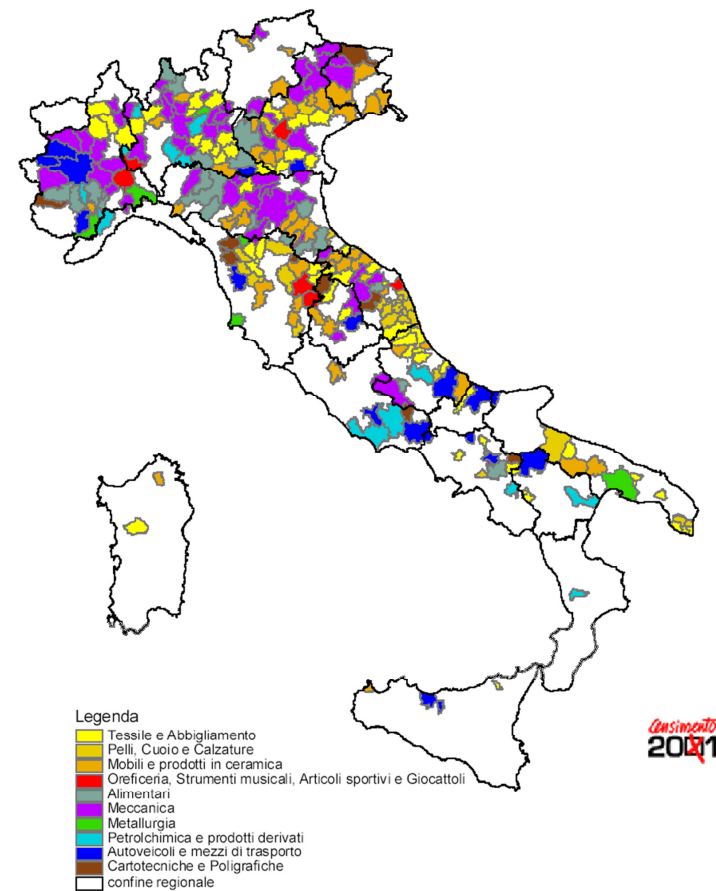 Legenda
Tessile e Abbigliamento
Pelli, Cuoio e Calzature
Mobili e prodotti in ceramica
Oreficeria, Strumenti musicali, Articoli sportivi e Giocattoli
Alimentari
Meccanica
Metallurgia
Petrolchimica e prodotti derivati
Autoveicoli e mezzi di trasporto
Cartotecniche e Poligrafiche
confine regionale
Censimento
2001